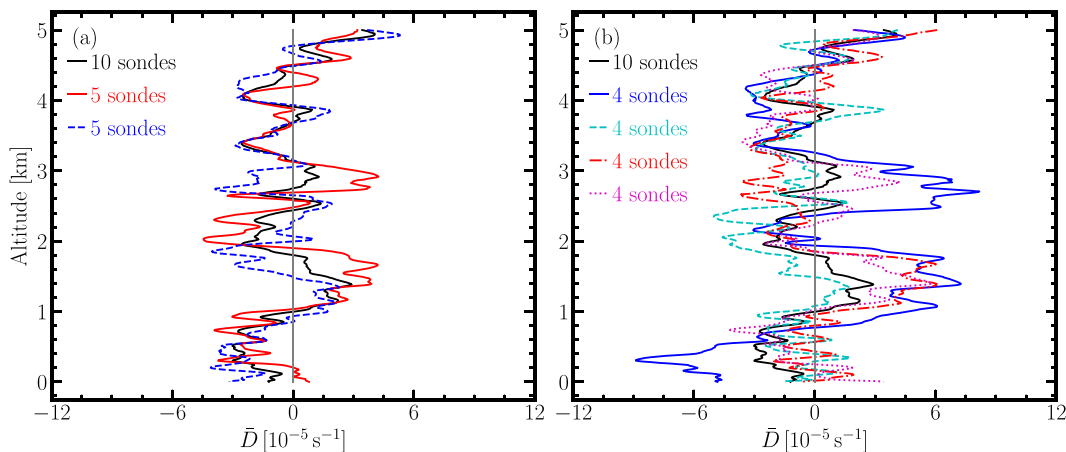 (a)
10 sondes
5 sondes
5 sondes
Altitude [km]
5
4
3
2
1
0
−12
−6
0
6
12
D̄ [10⁻⁵ s⁻¹]
(b)
10 sondes
4 sondes
4 sondes
4 sondes
4 sondes
5
4
3
2
1
0
−12
−6
0
6
12
D̄ [10⁻⁵ s⁻¹]